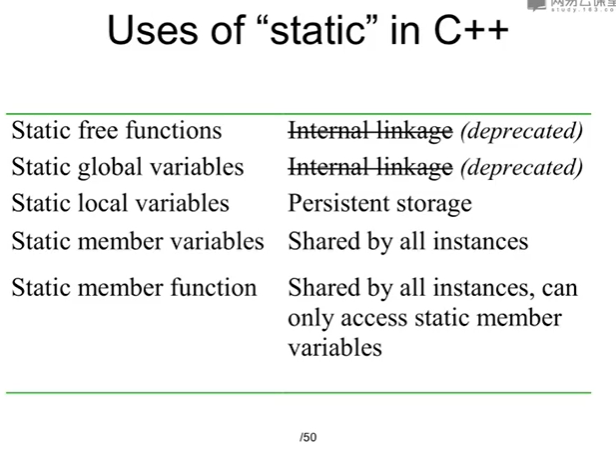 网易云课堂
study.163.co
Uses of “static” in C++
Static free functions Internal linkage (deprecated)
Static global variables Internal linkage (deprecated)
Static local variables Persistent storage
Static member variables Shared by all instances
Static member function Shared by all instances, can
only access static member
variables
/50